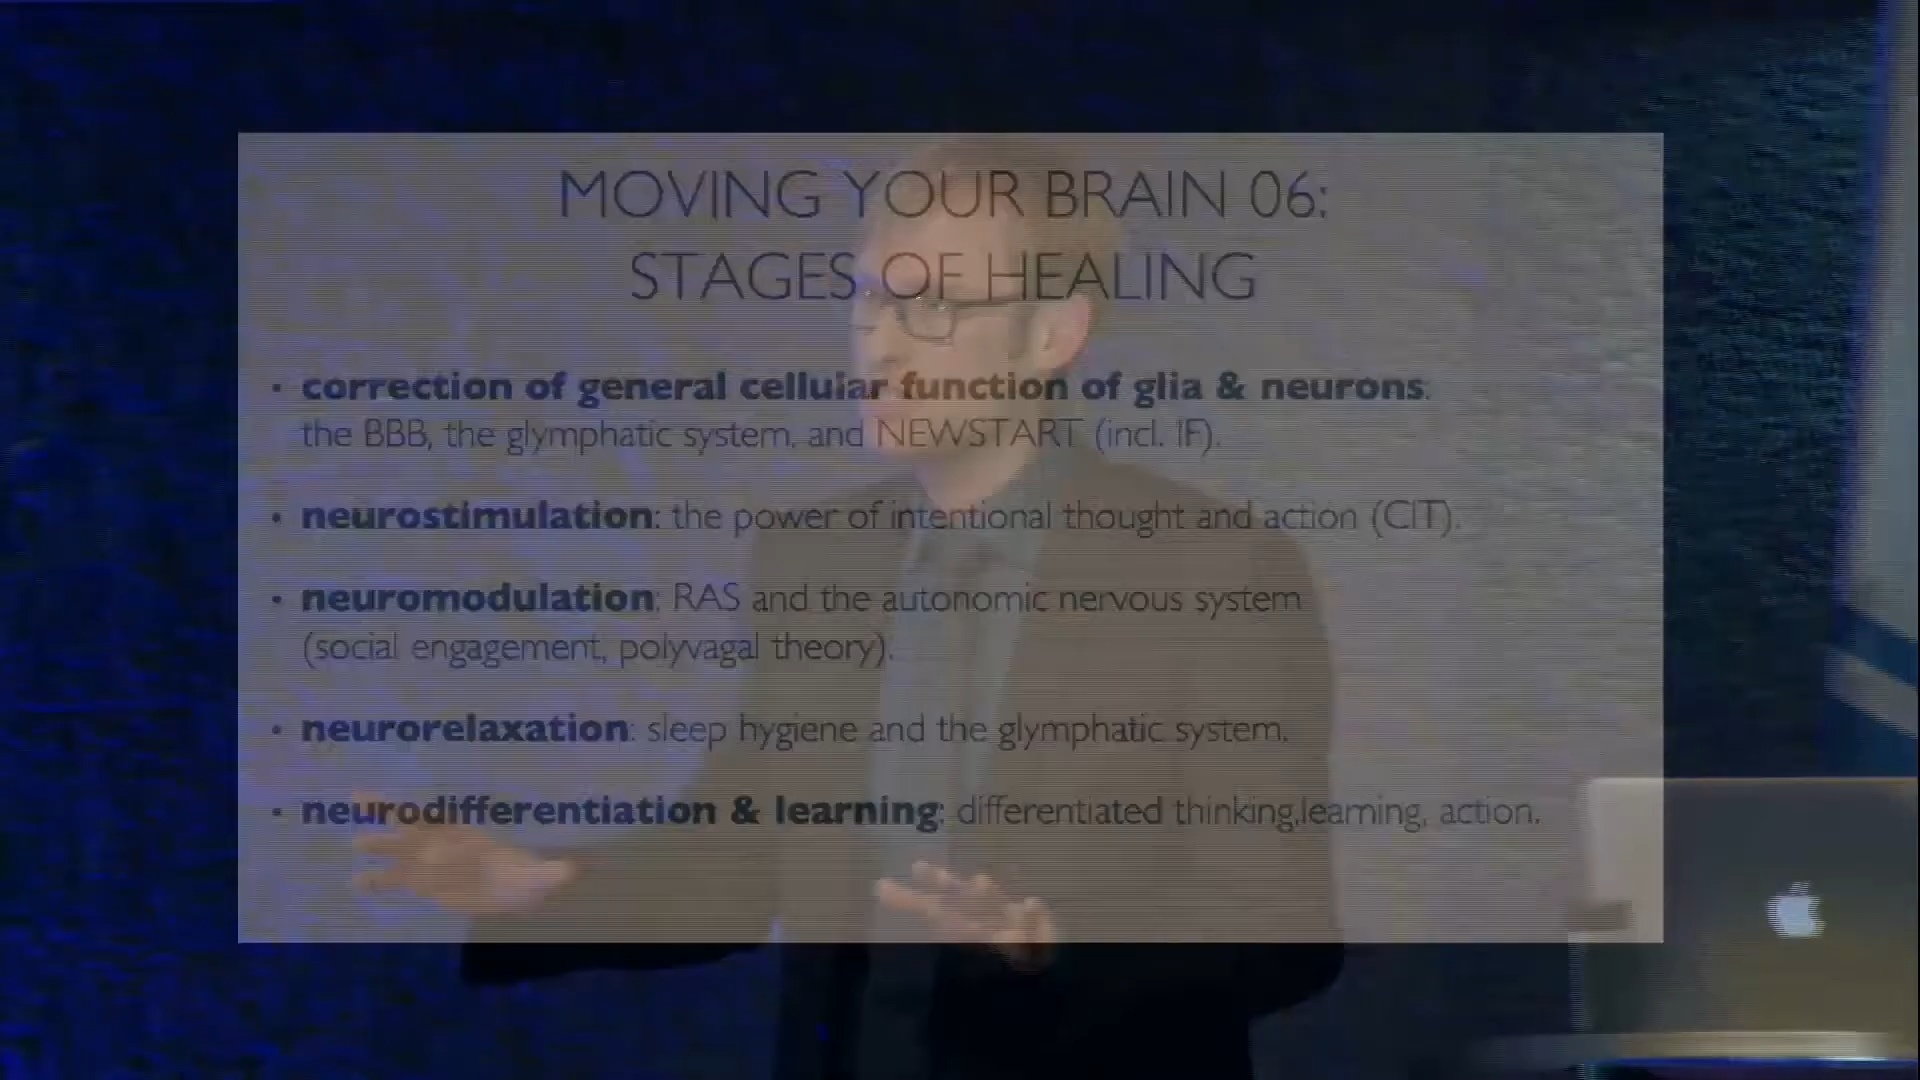 MOVING YOUR BRAIN 06:
STAGES OF HEALING
• correction of general cellular function of glia & neurons:
the BBB, the glymphatic system, and NEWSTART (incl. IF).
• neurostimulation: the power of intentional thought and action (CIT).
• neuromodulation: RAS and the autonomic nervous system
(social engagement, polyvagal theory).
• neurorelaxation: sleep hygiene and the glymphatic system.
• neurodifferentiation & learning: differentiated thinking,learning, action.